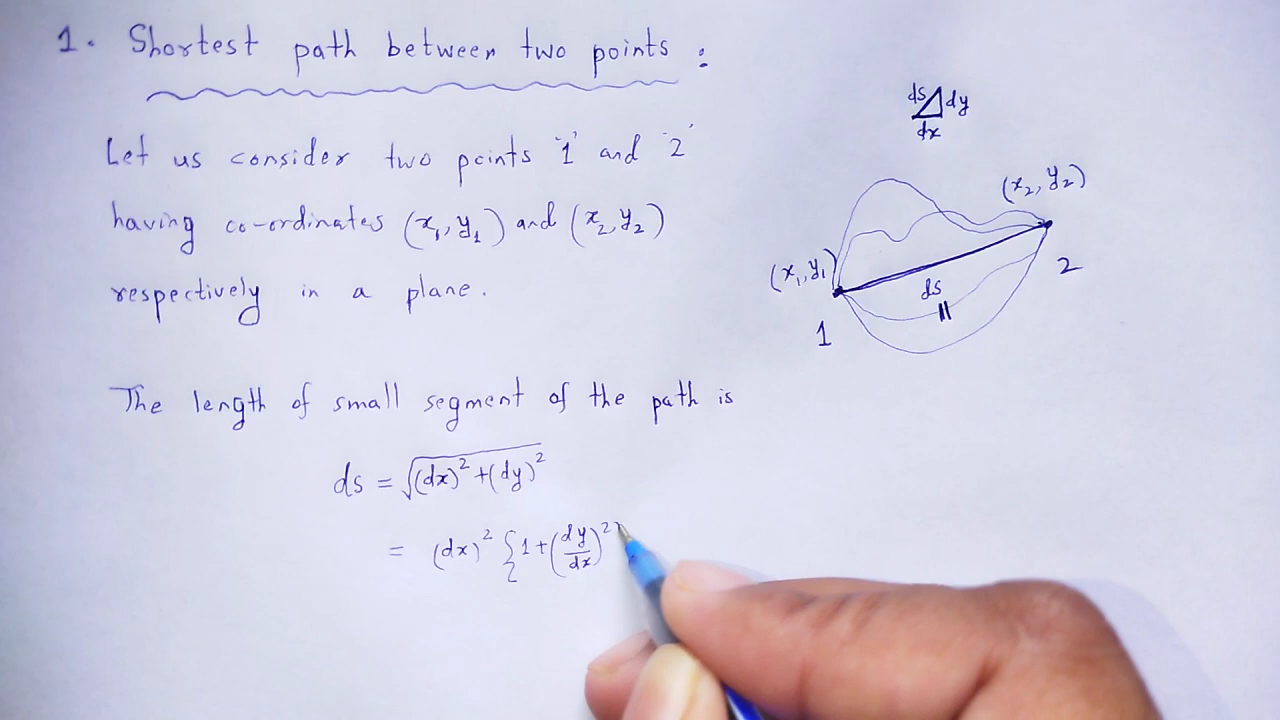 1. Shortest path between two points :
Let us consider two points '1' and '2'
having co-ordinates (x₁, y₁) and (x₂, y₂)
respectively in a plane.
The length of small segment of the path is
ds = √(dx)² + (dy)²
= (dx)² { 1 + (dy/dx)²
ds dy
dx
(x₂, y₂)
(x₁, y₁)
2
ds
1